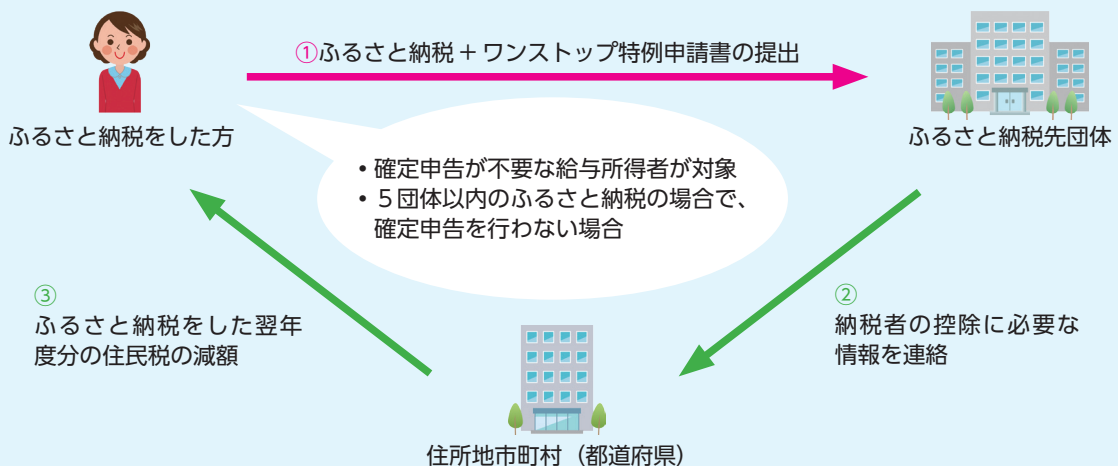 ①ふるさと納税＋ワンストップ特例申請書の提出
ふるさと納税をした方
ふるさと納税先団体
・確定申告が不要な給与所得者が対象
・５団体以内のふるさと納税の場合で、
確定申告を行わない場合
③
ふるさと納税をした翌年
度分の住民税の減額
②
納税者の控除に必要な
情報を連絡
住所地市町村（都道府県）